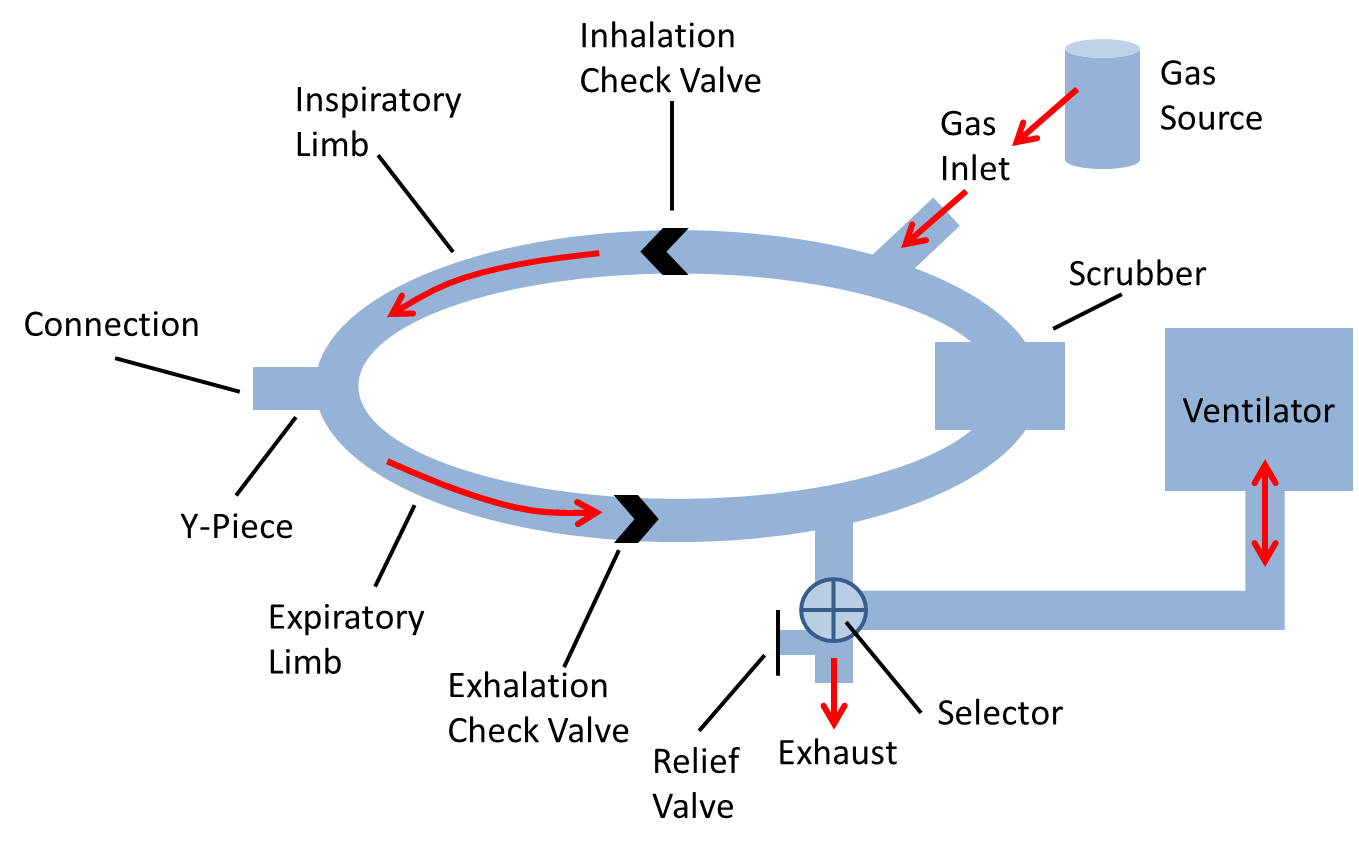 Inhalation
Check Valve
Inspiratory
Limb
Gas
Source
Gas
Inlet
Scrubber
Connection
Ventilator
Y-Piece
Expiratory
Limb
Exhalation
Check Valve
Selector
Relief
Valve
Exhaust